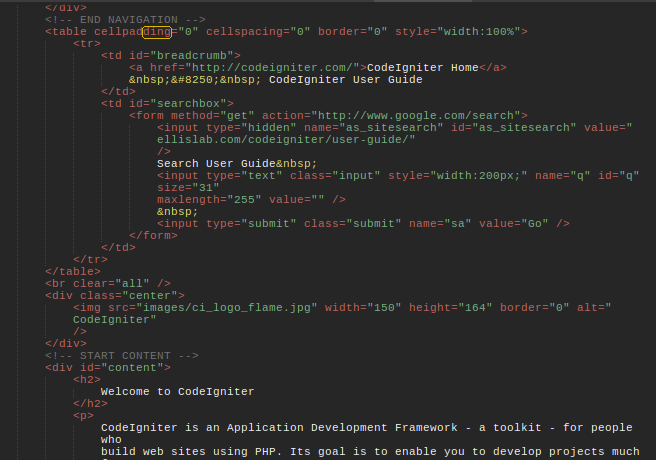 </div>
<!-- END NAVIGATION -->
<table cellpadding="0" cellspacing="0" border="0" style="width:100%">
<tr>
<td id="breadcrumb">
<a href="http://codeigniter.com/">CodeIgniter Home</a>
&nbsp;&#8250;&nbsp; CodeIgniter User Guide
</td>
<td id="searchbox">
<form method="get" action="http://www.google.com/search">
<input type="hidden" name="as_sitesearch" id="as_sitesearch" value="
ellislab.com/codeigniter/user-guide/"
/>
Search User Guide&nbsp;
<input type="text" class="input" style="width:200px;" name="q" id="q"
size="31"
maxlength="255" value="" />
&nbsp;
<input type="submit" class="submit" name="sa" value="Go" />
</form>
</td>
</tr>
</table>
<br clear="all" />
<div class="center">
<img src="images/ci_logo_flame.jpg" width="150" height="164" border="0" alt="
CodeIgniter"
/>
</div>
<!-- START CONTENT -->
<div id="content">
<h2>
Welcome to CodeIgniter
</h2>
<p>
CodeIgniter is an Application Development Framework - a toolkit - for people
who
build web sites using PHP. Its goal is to enable you to develop projects much